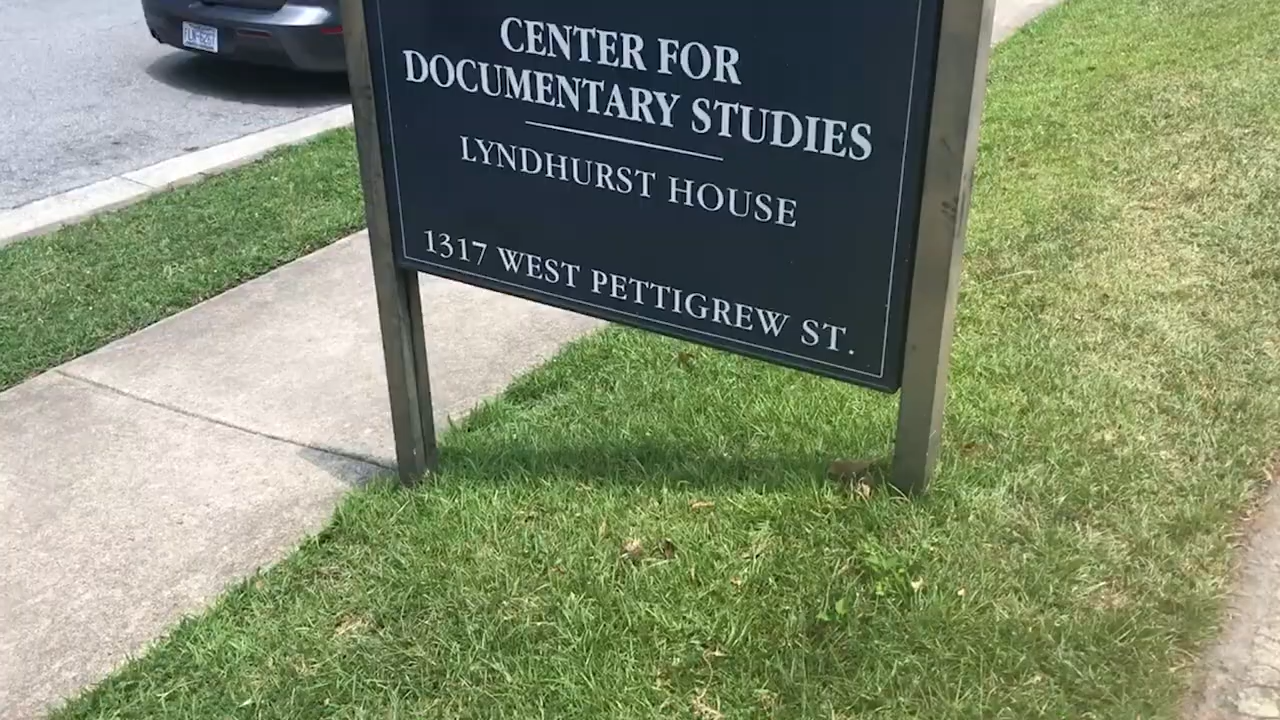 CENTER FOR
DOCUMENTARY STUDIES
LYNDHURST HOUSE
1317 WEST PETTIGREW ST.